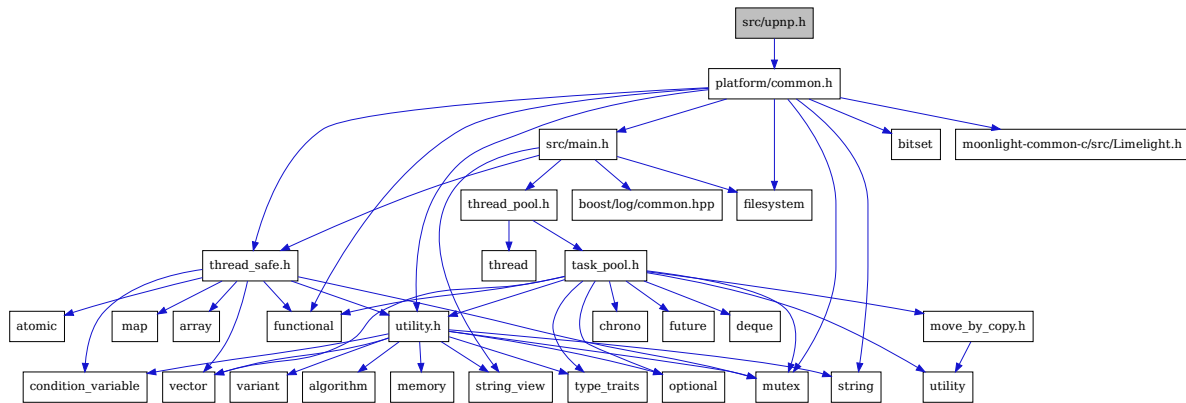 src/upnp.h
platform/common.h
src/main.h
bitset
moonlight-common-c/src/Limelight.h
thread_pool.h
boost/log/common.hpp
filesystem
thread_safe.h
thread
task_pool.h
atomic
map
array
functional
utility.h
chrono
future
deque
move_by_copy.h
condition_variable
vector
variant
algorithm
memory
string_view
type_traits
optional
mutex
string
utility